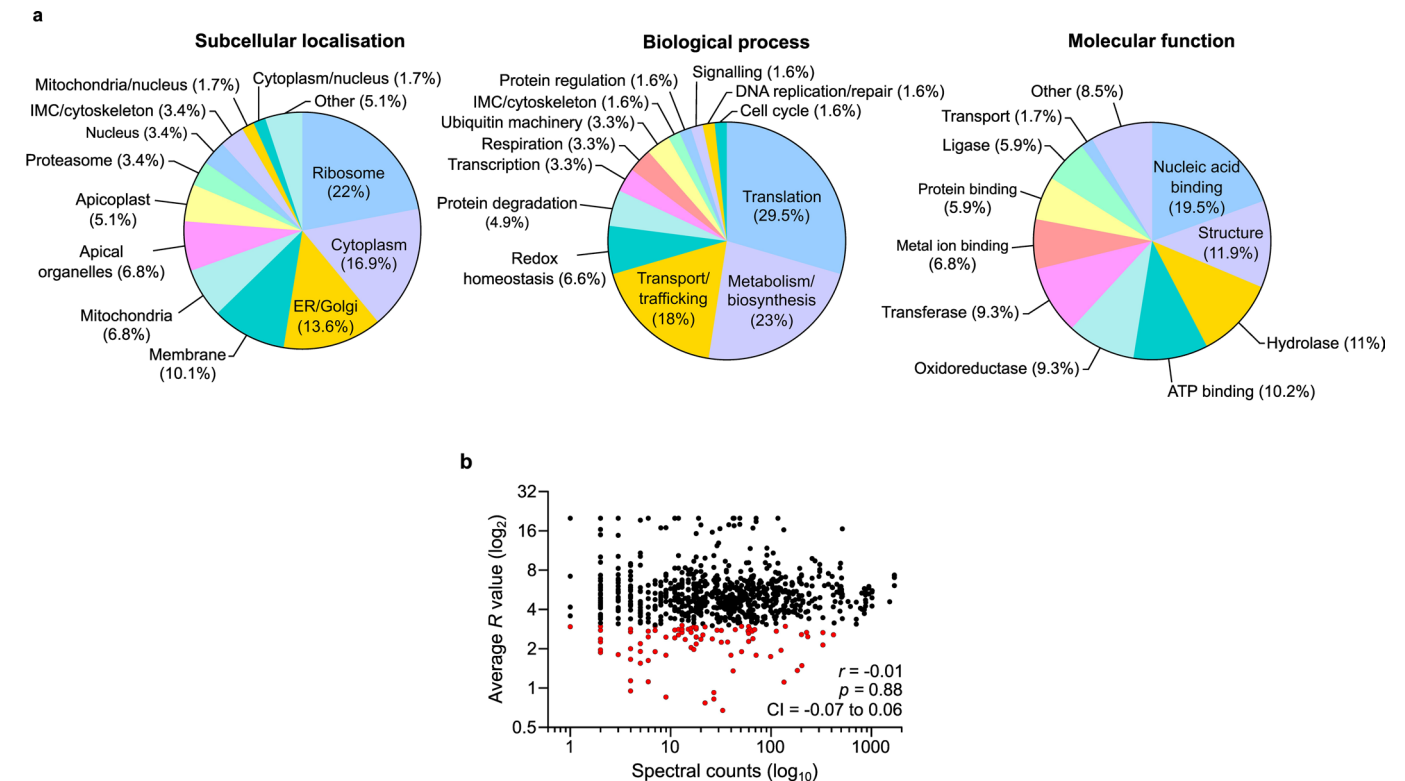 a
Subcellular localisation
Mitochondria/nucleus (1.7%)
Cytoplasm/nucleus (1.7%)
Other (5.1%)
IMC/cytoskeleton (3.4%)
Nucleus (3.4%)
Proteasome (3.4%)
Apicoplast
(5.1%)
Apical
organelles (6.8%)
Mitochondria
(6.8%)
Membrane
(10.1%)
Ribosome
(22%)
Cytoplasm
(16.9%)
ER/Golgi
(13.6%)
Biological process
Signalling (1.6%)
Protein regulation (1.6%)
DNA replication/repair (1.6%)
IMC/cytoskeleton (1.6%)
Cell cycle (1.6%)
Ubiquitin machinery (3.3%)
Respiration (3.3%)
Transcription (3.3%)
Protein degradation
(4.9%)
Redox
homeostasis (6.6%)
Translation
(29.5%)
Transport/
trafficking
(18%)
Metabolism/
biosynthesis
(23%)
Molecular function
Other (8.5%)
Transport (1.7%)
Ligase (5.9%)
Protein binding
(5.9%)
Metal ion binding
(6.8%)
Transferase (9.3%)
Oxidoreductase (9.3%)
Nucleic acid
binding
(19.5%)
Structure
(11.9%)
Hydrolase (11%)
ATP binding (10.2%)
b
Average R value (log2)
32
16
8
4
2
1
0.5
r = -0.01
p = 0.88
CI = -0.07 to 0.06
1 10 100 1000
Spectral counts (log10)